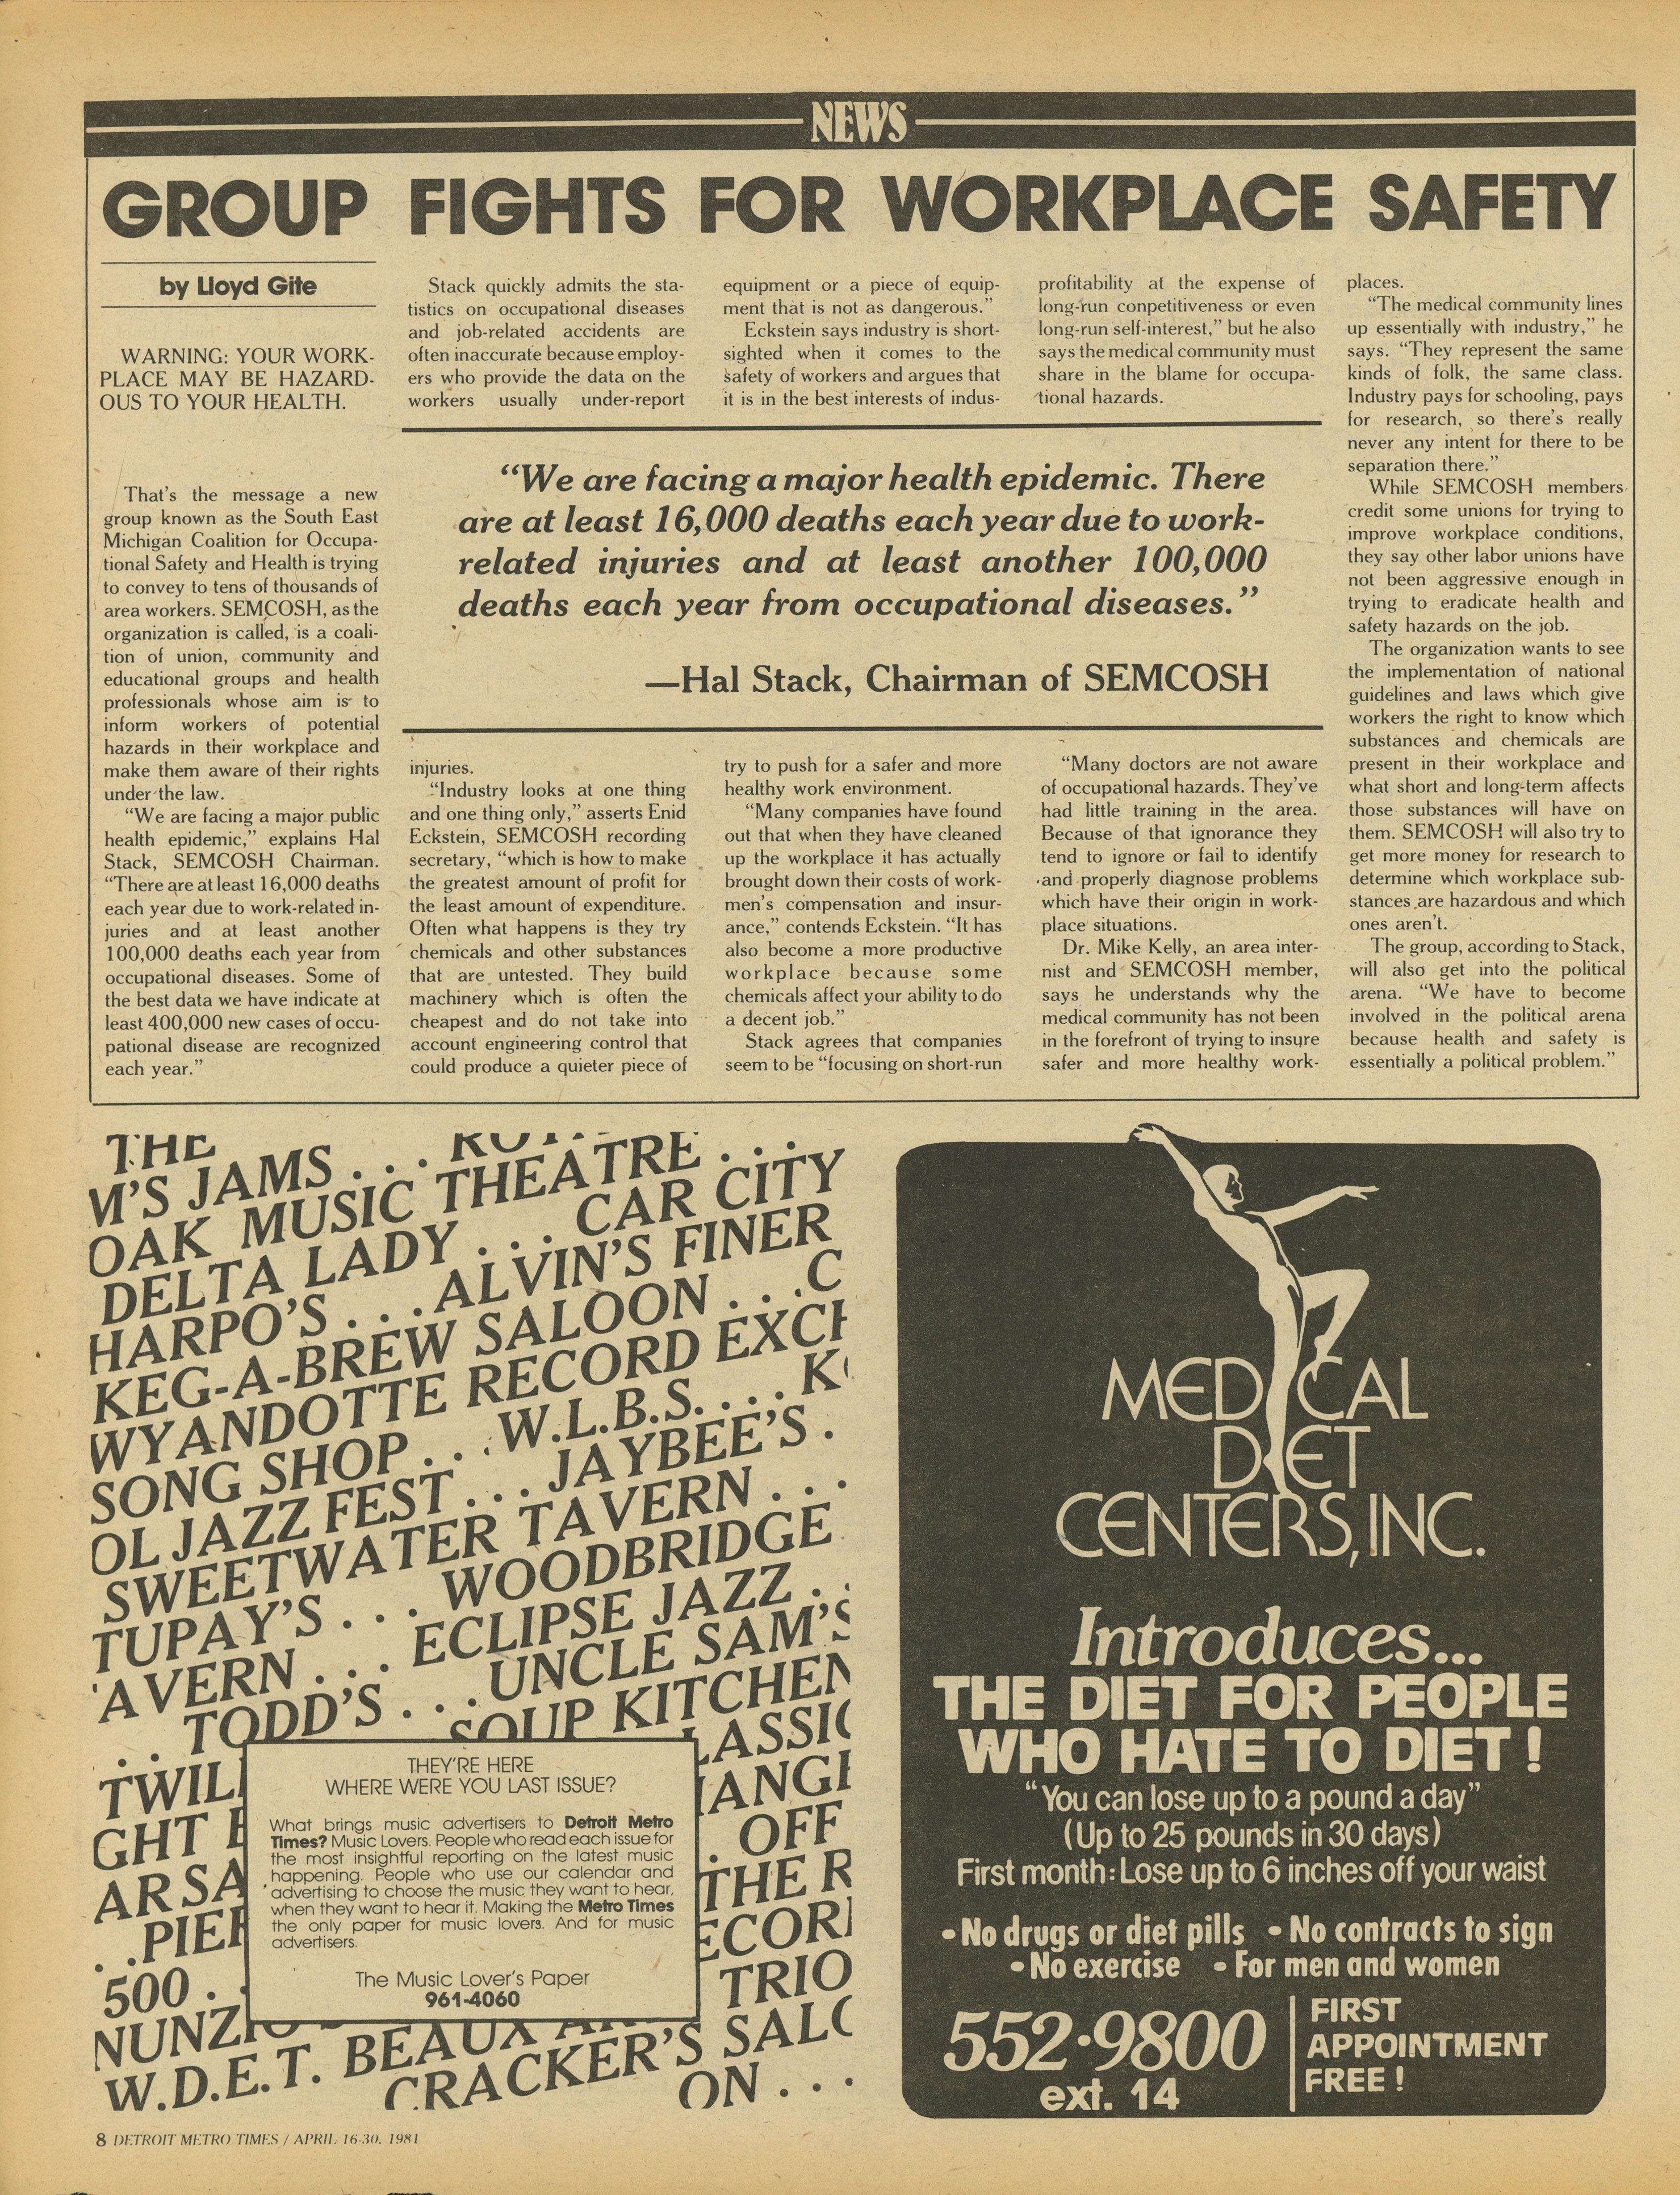 NEWS
GROUP FIGHTS FOR WORKPLACE SAFETY
by Lloyd Gite
WARNING: YOUR WORK-
PLACE MAY BE HAZARD-
OUS TO YOUR HEALTH.
That's the message a new
group known as the South East
Michigan Coalition for Occupa-
tional Safety and Health is trying
to convey to tens of thousands of
area workers. SEMCOSH, as the
organization is called, is a coali-
tion of union, community and
educational groups and health
professionals whose aim is to
inform workers of potential
hazards in their workplace and
make them aware of their rights
under the law.
"We are facing a major public
health epidemic," explains Hal
Stack, SEMCOSH Chairman.
"There are at least 16,000 deaths
each year due to work-related in-
juries and at least another
100,000 deaths each year from
occupational diseases. Some of
the best data we have indicate at
least 400,000 new cases of occu-
pational disease are recognized
each year."
Stack quickly admits the sta-
tistics on occupational diseases
and job-related accidents are
often inaccurate because employ-
ers who provide the data on the
workers usually under-report
injuries.
"Industry looks at one thing
and one thing only," asserts Enid
Eckstein, SEMCOSH recording
secretary, "which is how to make
the greatest amount of profit for
the least amount of expenditure.
Often what happens is they try
chemicals and other substances
that are untested. They build
machinery which is often the
cheapest and do not take into
account engineering control that
could produce a quieter piece of
equipment or a piece of equip-
ment that is not as dangerous."
Eckstein says industry is short-
sighted when it comes to the
safety of workers and argues that
it is in the best interests of indus-
try to push for a safer and more
healthy work environment.
"Many companies have found
out that when they have cleaned
up the workplace it has actually
brought down their costs of work-
men's compensation and insur-
ance," contends Eckstein. "It has
also become a more productive
workplace because some
chemicals affect your ability to do
a decent job."
Stack agrees that companies
seem to be "focusing on short-run
profitability at the expense of
long-run conpetitiveness or even
long-run self-interest," but he also
says the medical community must
share in the blame for occupa-
tional hazards.
"Many doctors are not aware
of occupational hazards. They've
had little training in the area.
Because of that ignorance they
tend to ignore or fail to identify
and properly diagnose problems
which have their origin in work-
place situations.
Dr. Mike Kelly, an area inter-
nist and SEMCOSH member,
says he understands why the
medical community has not been
in the forefront of trying to insure
safer and more healthy work-
places.
"The medical community lines
up essentially with industry," he
says. "They represent the same
kinds of folk, the same class.
Industry pays for schooling, pays
for research, so there's really
never any intent for there to be
separation there."
While SEMCOSH members
credit some unions for trying to
improve workplace conditions,
they say other labor unions have
not been aggressive enough in
trying to eradicate health and
safety hazards on the job.
The organization wants to see
the implementation of national
guidelines and laws which give
workers the right to know which
substances and chemicals are
present in their workplace and
what short and long-term affects
those substances will have on
them. SEMCOSH will also try to
get more money for research to
determine which workplace sub-
stances are hazardous and which
ones aren't.
The group, according to Stack,
will also get into the political
arena. "We have to become
involved in the political arena
because health and safety is
essentially a political problem."
"We are facing a major health epidemic. There
are at least 16,000 deaths each year due to work-
related injuries and at least another 100,000
deaths each year from occupational diseases."
—Hal Stack, Chairman of SEMCOSH
THE
M'S JAMS . . .
OAK MUSIC THEATRE . . .
DELTA LADY . . . CAR CITY
HARPO'S . . . ALVIN'S FINER
KEG-A-BREW SALOON . . . C
WYANDOTTE RECORD EXCH
SONG SHOP . . . W.L.B.S. . . . K
OL JAZZ FEST . . . JAYBEE'S .
SWEETWATER TAVERN . . .
TUPAY'S . . . WOODBRIDGE
TAVERN . . . ECLIPSE JAZZ . .
. . TODD'S . . . UNCLE SAM'S
SOUP KITCHEN
TWIL
LASSIC
GHT
ANGE
ARSA
. OFF
. .PIER
THE R
500 . .
ECOR
NUNZIO
TRIO
W.D.E.T. BEAUX
CRACKER'S SALO
ON . . .
THEY'RE HERE
WHERE WERE YOU LAST ISSUE?
What brings music advertisers to Detroit Metro
Times? Music Lovers. People who read each issue for
the most insightful reporting on the latest music
happening. People who use our calendar and
advertising to choose the music they want to hear,
when they want to hear it. Making the Metro Times
the only paper for music lovers. And for music
advertisers.
The Music Lover's Paper
961-4060
MEDICAL
DIET
CENTERS, INC.
Introduces...
THE DIET FOR PEOPLE
WHO HATE TO DIET !
"You can lose up to a pound a day"
(Up to 25 pounds in 30 days)
First month: Lose up to 6 inches off your waist
• No drugs or diet pills • No contracts to sign
• No exercise • For men and women
552•9800
ext. 14
FIRST
APPOINTMENT
FREE !
8 DETROIT METRO TIMES / APRIL 16-30, 1981